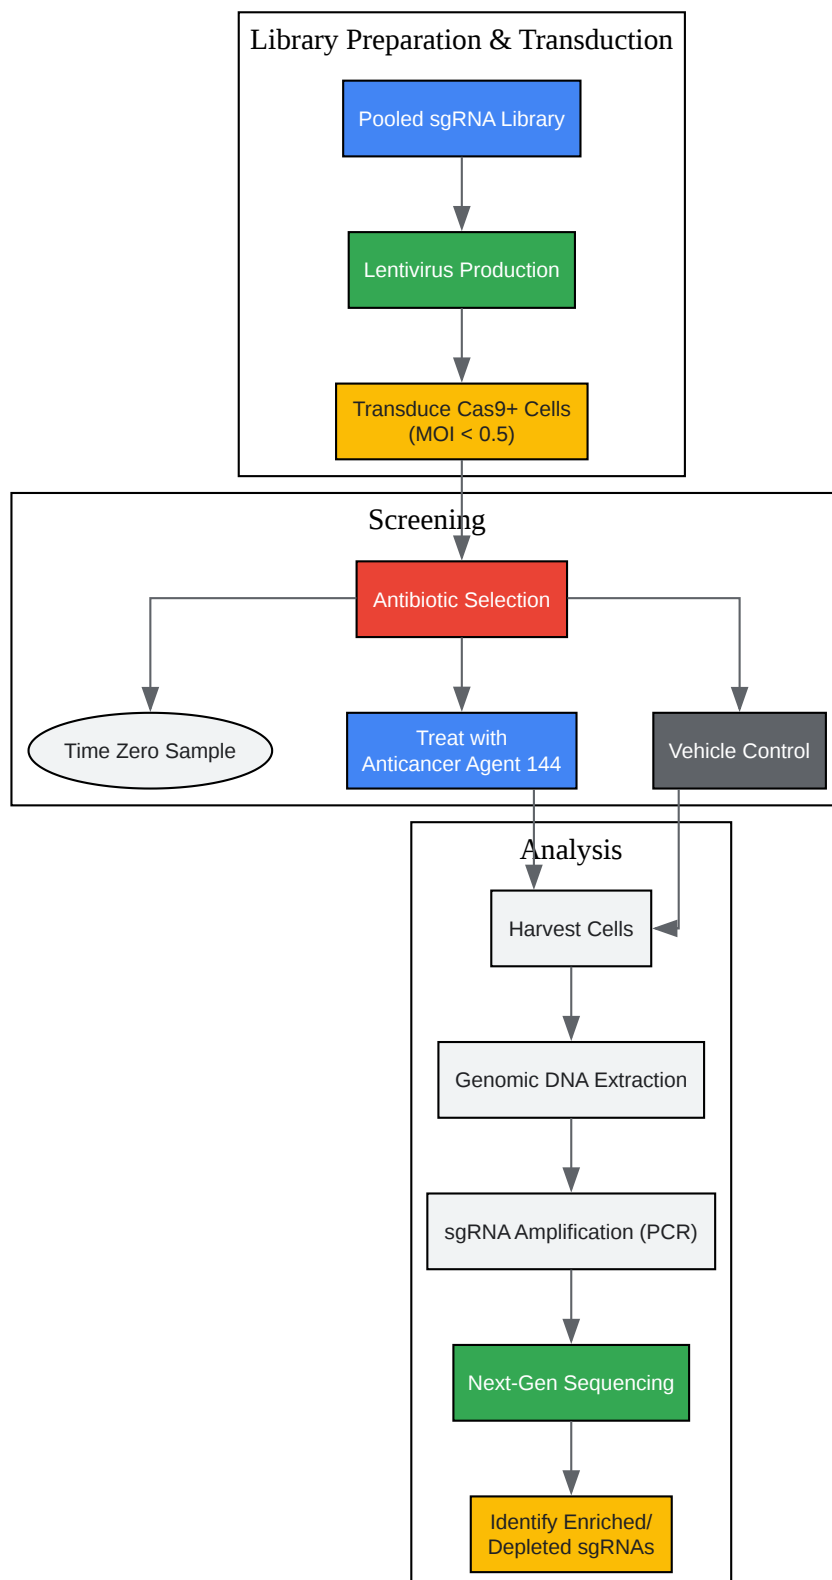 Library Preparation & Transduction
Pooled sgRNA Library
Lentivirus Production
Transduce Cas9+ Cells
(MOI < 0.5)
Screening
Antibiotic Selection
Time Zero Sample
Treat with
Anticancer Agent 144
Vehicle Control
Analysis
Harvest Cells
Genomic DNA Extraction
sgRNA Amplification (PCR)
Next-Gen Sequencing
Identify Enriched/
Depleted sgRNAs